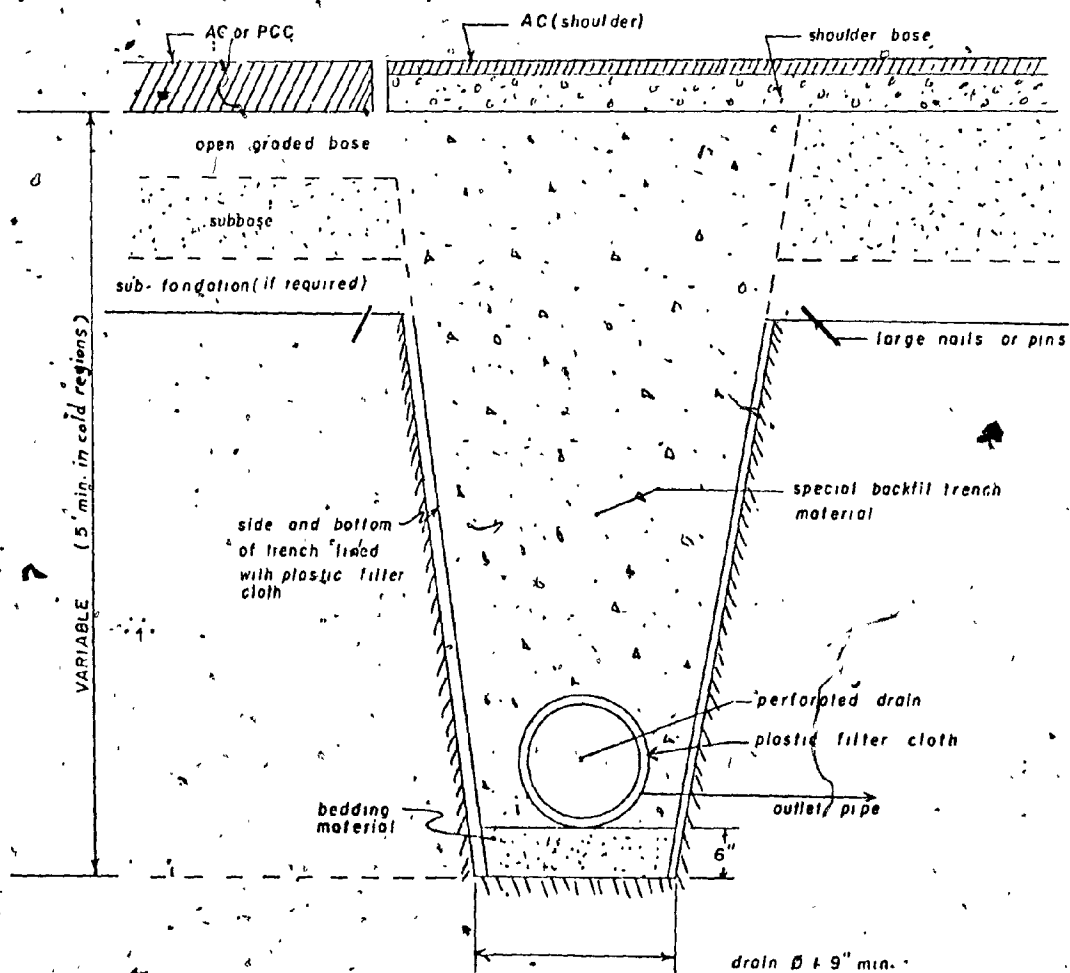 AC or PCC
AC (shoulder)
shoulder base
open graded base
subbase
sub-fondation (if required)
large nails or pins
VARIABLE (5' min. in cold regions)
special backfil trench
material
side and bottom
of trench lined
with plastic filter
cloth
perforated drain
plastic filter cloth
outlet pipe
bedding
material
6"
drain Ø + 9" min.